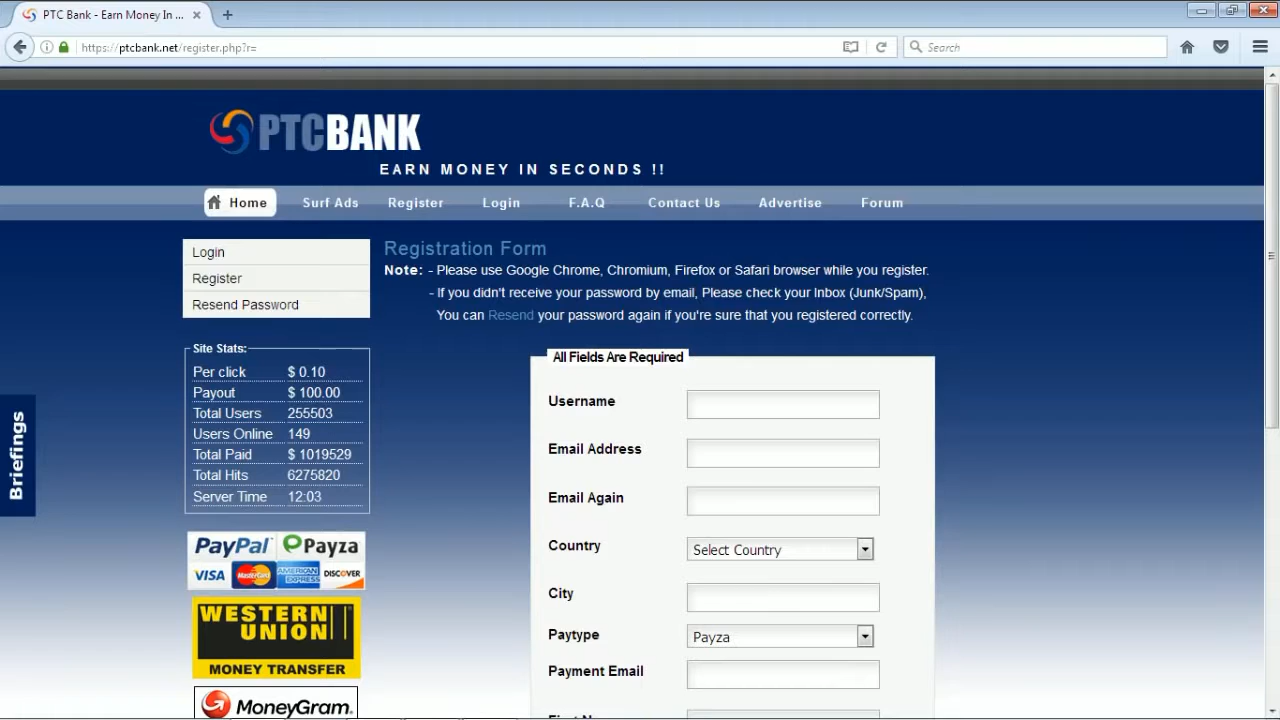 PTC Bank - Earn Money In ...
https://ptcbank.net/register.php?r=
Search
PTCBANK
EARN MONEY IN SECONDS !!
Home
Surf Ads
Register
Login
F.A.Q
Contact Us
Advertise
Forum
Login
Register
Resend Password
Site Stats:
Per click $ 0.10
Payout $ 100.00
Total Users 255503
Users Online 149
Total Paid $ 1019529
Total Hits 6275820
Server Time 12:03
Briefings
PayPal Payza
VISA MasterCard AMERICAN EXPRESS DISCOVER
WESTERN
UNION
MONEY TRANSFER
MoneyGram.
Registration Form
Note: - Please use Google Chrome, Chromium, Firefox or Safari browser while you register.
- If you didn't receive your password by email, Please check your Inbox (Junk/Spam),
You can Resend your password again if you're sure that you registered correctly.
All Fields Are Required
Username
Email Address
Email Again
Country Select Country
City
Paytype Payza
Payment Email